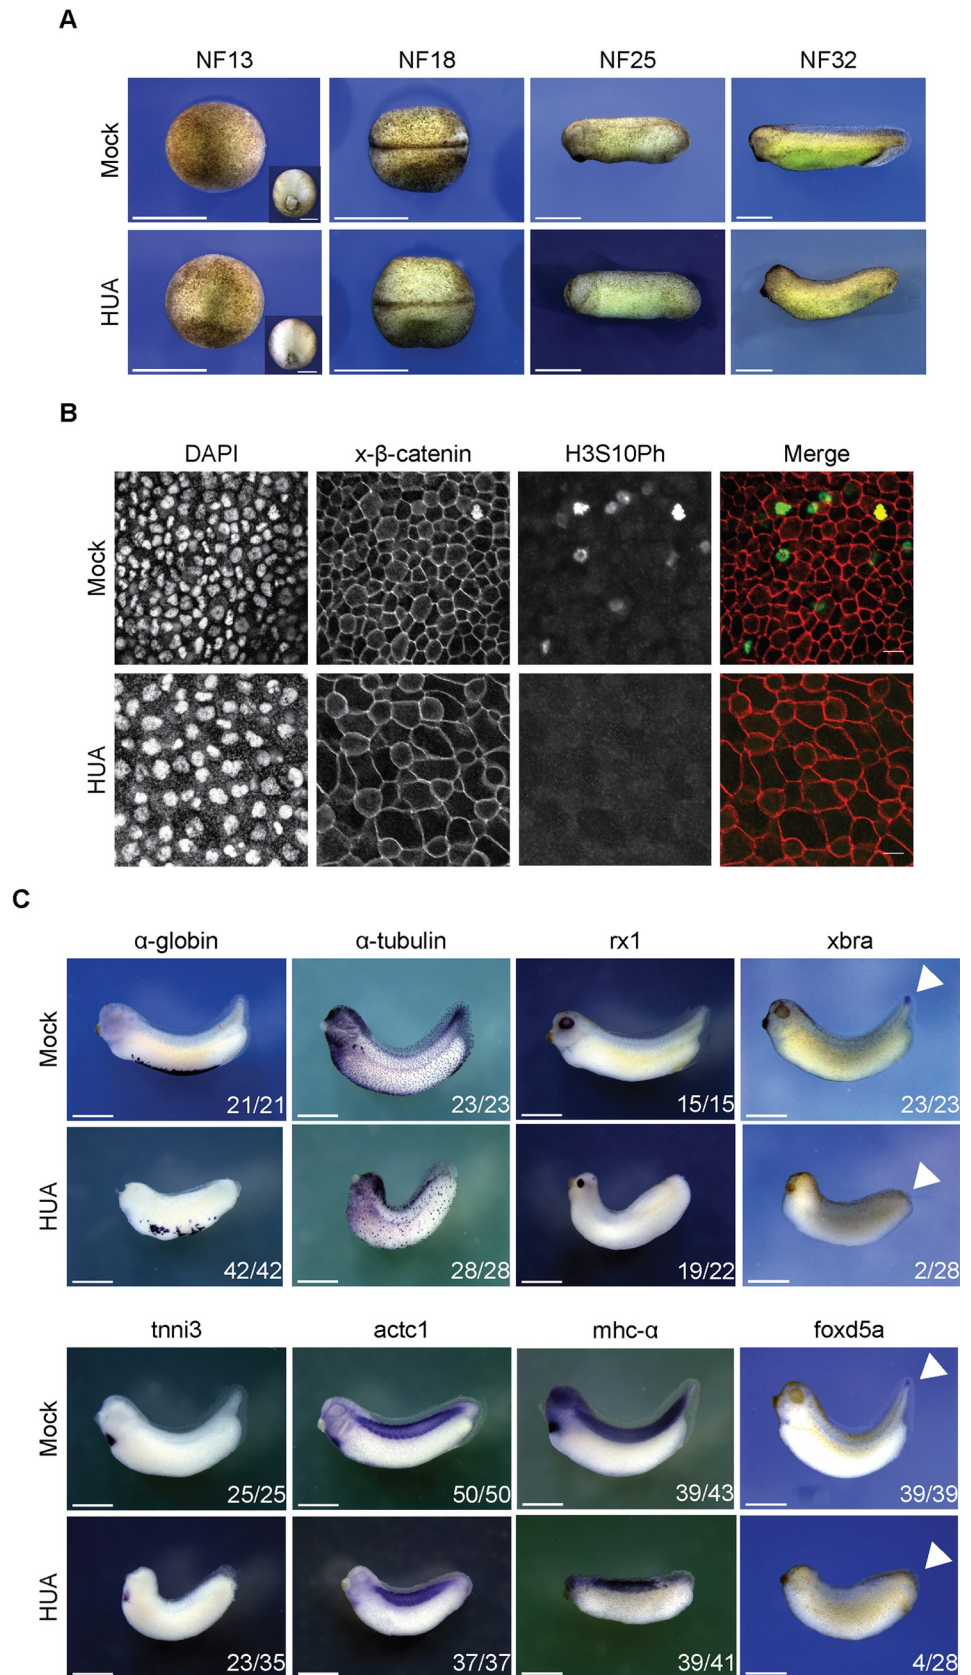 A
NF13 NF18 NF25 NF32
Mock
HUA
B
DAPI x-β-catenin H3S10Ph Merge
Mock
HUA
C
α-globin α-tubulin rx1 xbra
Mock
21/21 23/23 15/15 23/23
HUA
42/42 28/28 19/22 2/28
tnni3 actc1 mhc-α foxd5a
Mock
25/25 50/50 39/43 39/39
HUA
23/35 37/37 39/41 4/28